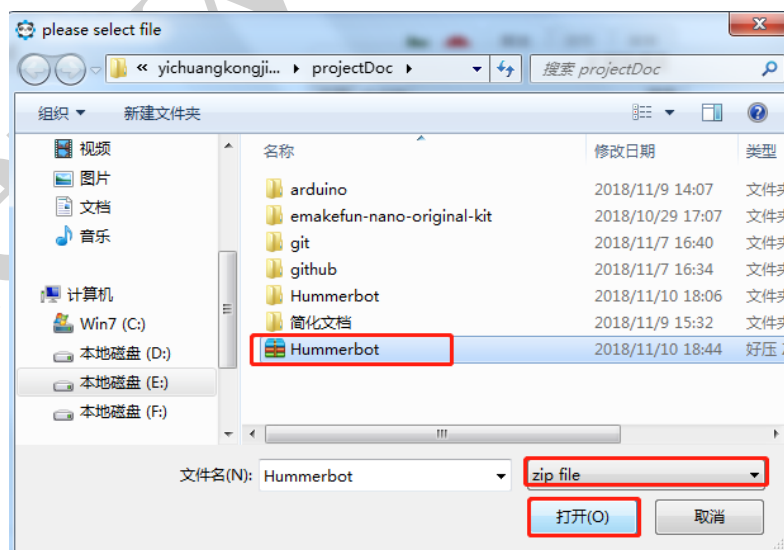 please select file
« yichuangkongji... ▸ projectDoc ▸
搜索 projectDoc
组织 新建文件夹
视频
图片
文档
音乐
计算机
Win7 (C:)
本地磁盘 (D:)
本地磁盘 (E:)
本地磁盘 (F:)
名称 修改日期 类型
arduino 2018/11/9 14:07 文件夹
emakefun-nano-original-kit 2018/10/29 17:07 文件夹
git 2018/11/7 16:40 文件夹
github 2018/11/7 16:34 文件夹
Hummerbot 2018/11/10 18:06 文件夹
简化文档 2018/11/9 15:32 文件夹
Hummerbot 2018/11/10 18:44 好压
文件名(N): Hummerbot zip file
打开(O) 取消